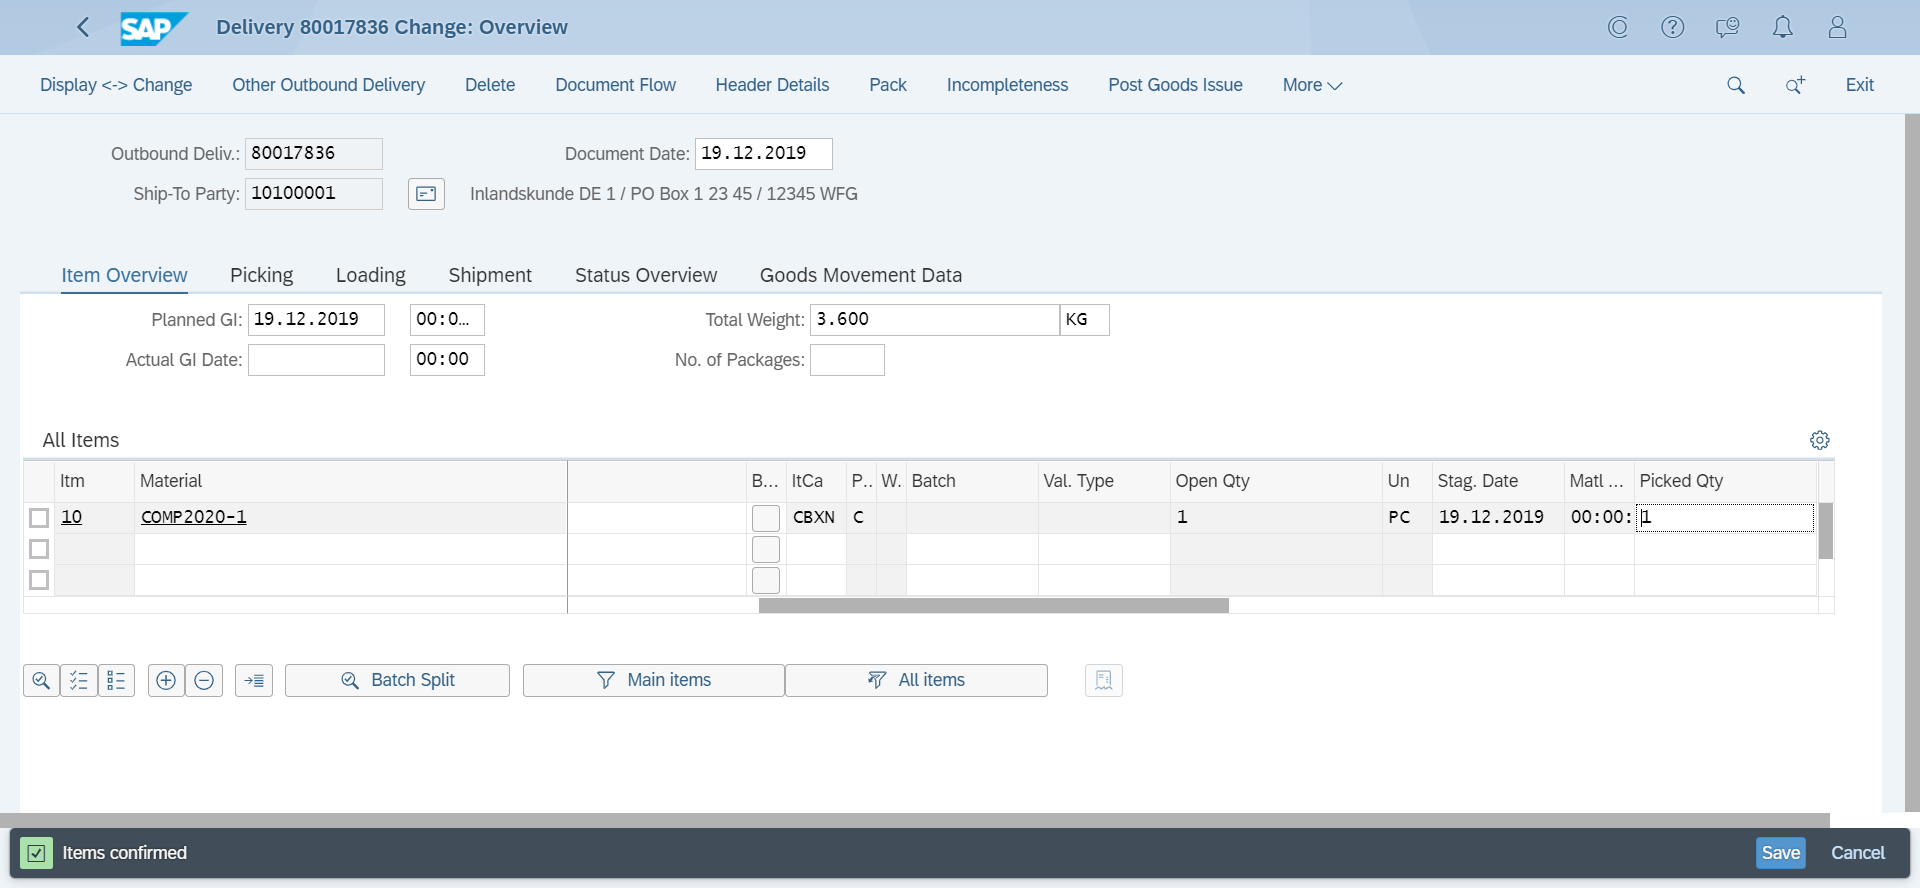 SAP Delivery 80017836 Change: Overview
Display <-> Change Other Outbound Delivery Delete Document Flow Header Details Pack Incompleteness Post Goods Issue More Exit
Outbound Deliv.: 80017836 Document Date: 19.12.2019
Ship-To Party: 10100001 Inlandskunde DE 1 / PO Box 1 23 45 / 12345 WFG
Item Overview Picking Loading Shipment Status Overview Goods Movement Data
Planned GI: 19.12.2019 00:0... Total Weight: 3.600 KG
Actual GI Date: 00:00 No. of Packages:
All Items
Itm Material B... ItCa P.. W. Batch Val. Type Open Qty Un Stag. Date Matl ... Picked Qty
10 COMP2020-1 CBXN C 1 PC 19.12.2019 00:00: 1
Batch Split Main items All items
Items confirmed Save Cancel